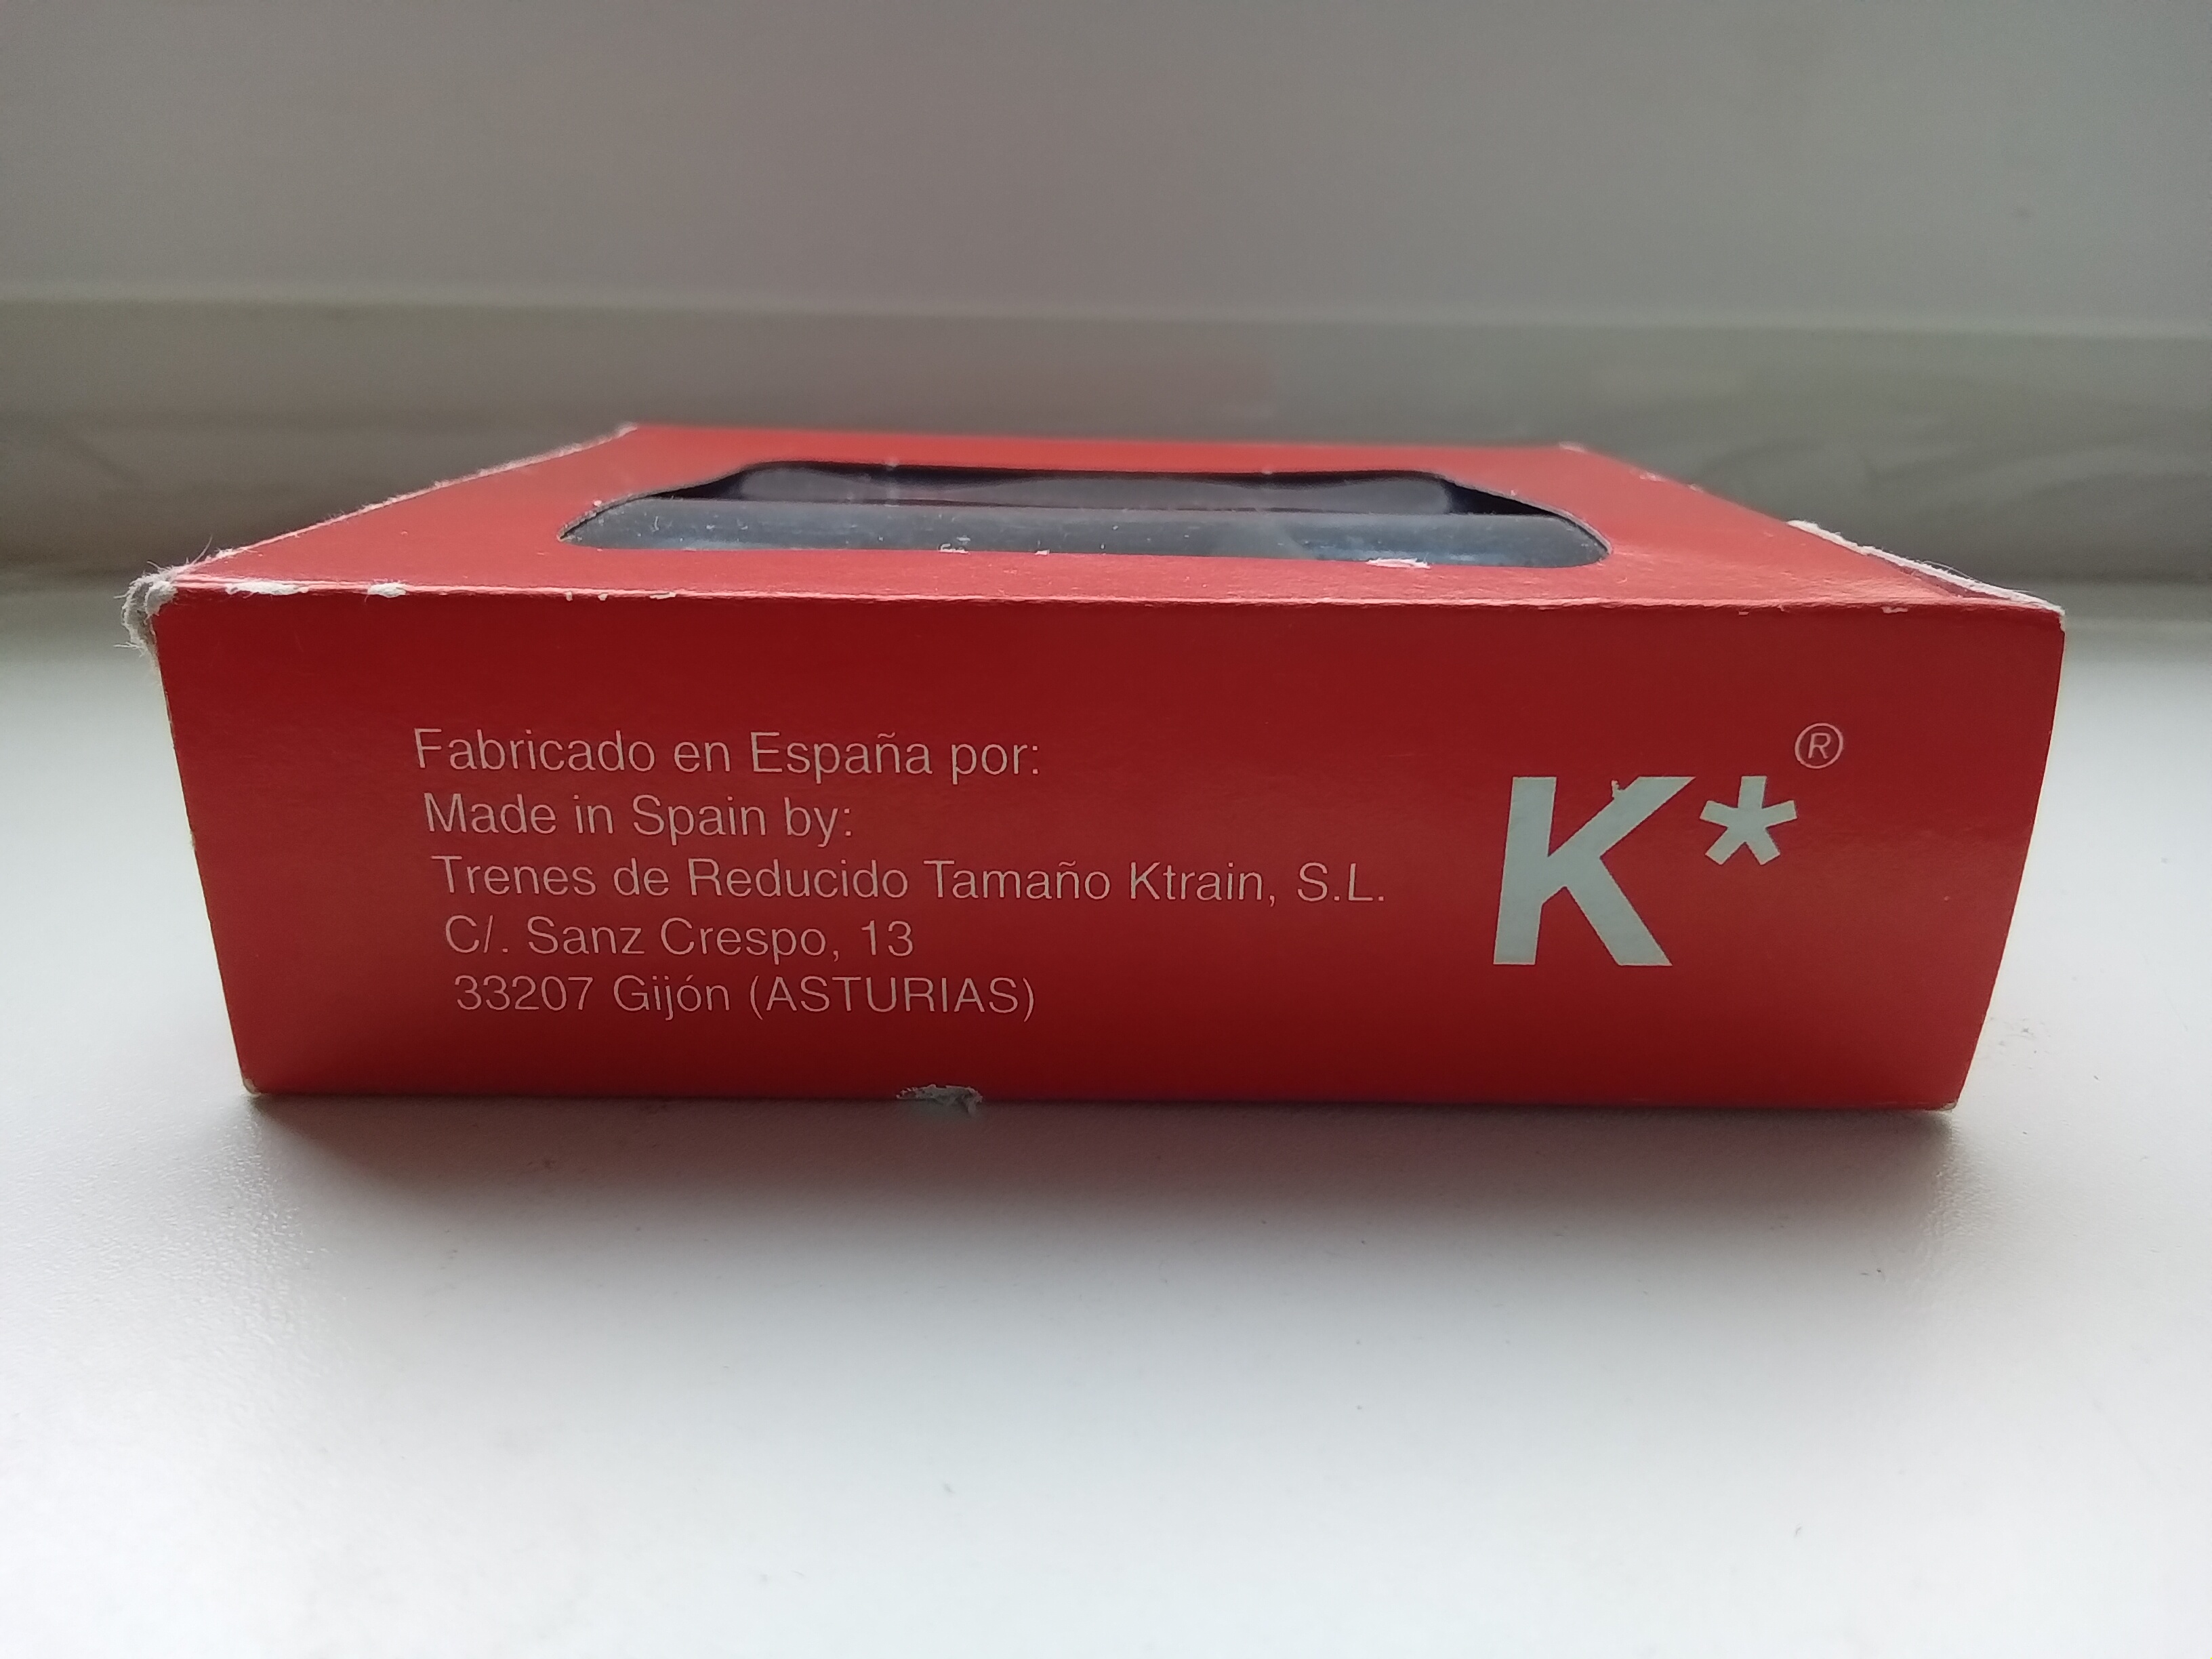 Fabricado en España por:
Made in Spain by:
Trenes de Reducido Tamaño Ktrain, S.L.
C/. Sanz Crespo, 13
33207 Gijón (ASTURIAS)
K*®